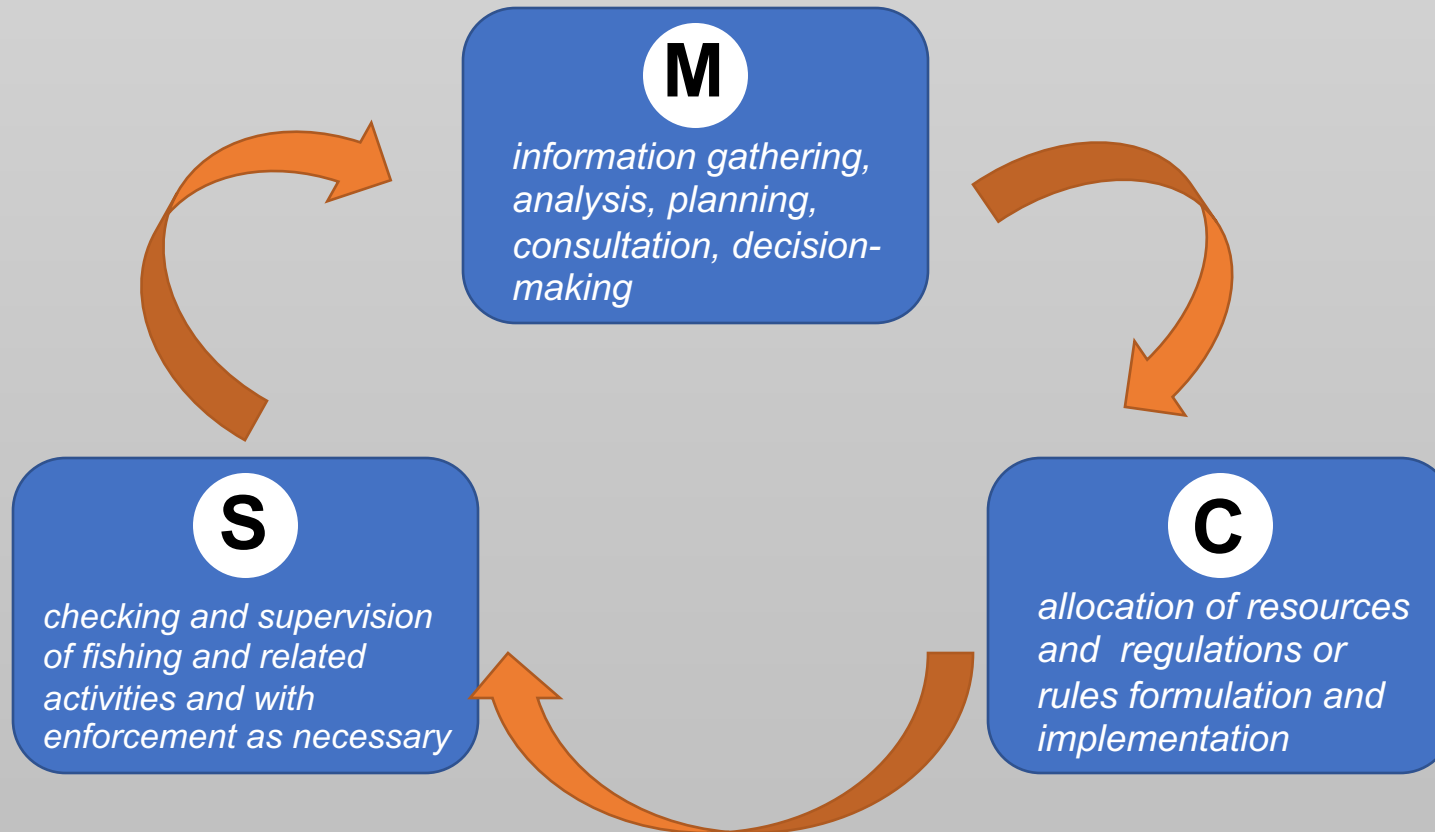 M
information gathering,
analysis, planning,
consultation, decision-
making
S
checking and supervision
of fishing and related
activities and with
enforcement as necessary
C
allocation of resources
and  regulations or
rules formulation and
implementation